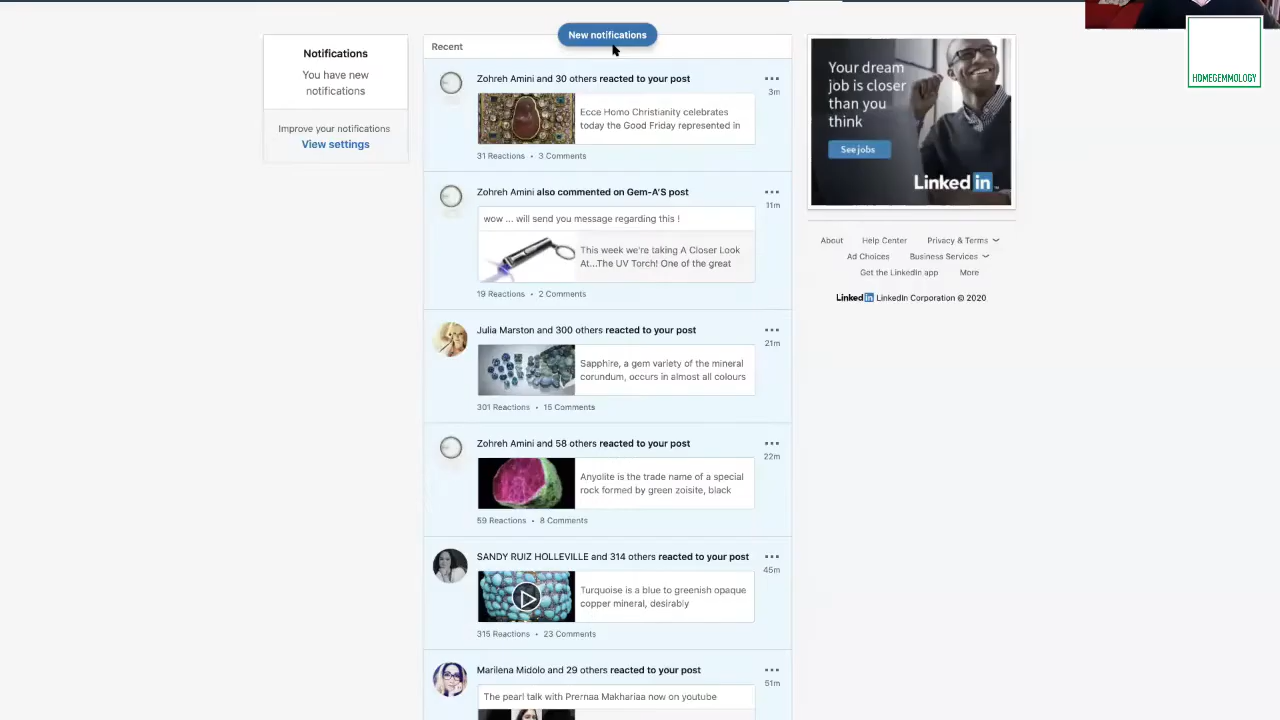 New notifications
HOMEGEMMOLOGY
Notifications
You have new
notifications
Improve your notifications
View settings
Recent
Zohreh Amini and 30 others reacted to your post
3m
Ecce Homo Christianity celebrates
today the Good Friday represented in
31 Reactions • 3 Comments
Zohreh Amini also commented on Gem-A'S post
11m
wow ... will send you message regarding this !
This week we're taking A Closer Look
At...The UV Torch! One of the great
19 Reactions • 2 Comments
Julia Marston and 300 others reacted to your post
21m
Sapphire, a gem variety of the mineral
corundum, occurs in almost all colours
301 Reactions • 15 Comments
Zohreh Amini and 58 others reacted to your post
22m
Anyolite is the trade name of a special
rock formed by green zoisite, black
59 Reactions • 8 Comments
SANDY RUIZ HOLLEVILLE and 314 others reacted to your post
45m
Turquoise is a blue to greenish opaque
copper mineral, desirably
315 Reactions • 23 Comments
Marilena Midolo and 29 others reacted to your post
51m
The pearl talk with Prernaa Makhariaa now on youtube
Your dream
job is closer
than you
think
See jobs
Linked in
About Help Center Privacy & Terms
Ad Choices Business Services
Get the LinkedIn app More
Linked in LinkedIn Corporation © 2020